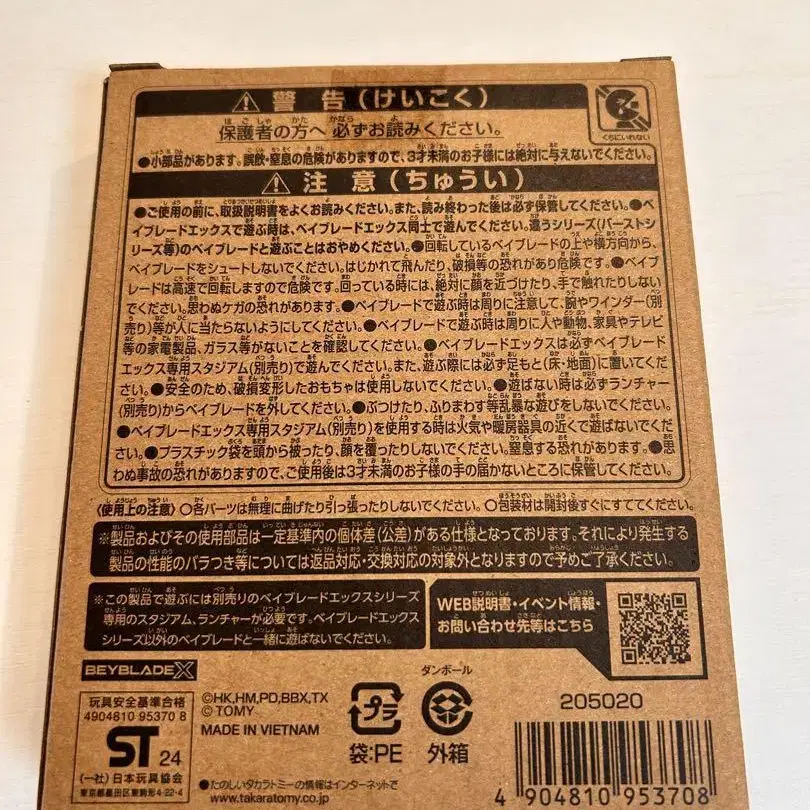 警告(けいこく)
保護者の方へ 必ずお読みください。
くちにいれない
●小部品があります。誤飲・窒息の危険がありますので、3才未満のお子様には絶対に与えないでください。
注意(ちゅうい)
●ご使用の前に、取扱説明書をよくお読みください。また、読み終わった後は必ず保管してください。●ベ
イブレードエックスで遊ぶ時は、ベイブレードエックス同士で遊んでください。違うシリーズ(バーストシ
リーズ等)のベイブレードと遊ぶことはおやめください。●回転しているベイブレードの上や横方向から、
ベイブレードをシュートしないでください。はじかれて飛んだり、破損等の恐れがあり危険です。●ベイブ
レードは高速で回転しますので危険です。回っている時には、絶対に顔を近づけたり、手で触れたりしない
でください。思わぬケガの恐れがあります。●ベイブレードで遊ぶ時は周りに注意して、腕やワインダー(別
売り)等が人に当たらないようにしてください。●ベイブレードで遊ぶ時は周りに人や動物、家具やテレビ
等の家電製品、ガラス等がないことを確認してください。●ベイブレードエックスは必ずベイブレード
エックス専用スタジアム(別売り)で遊んでください。また、遊ぶ際には必ず足もと(床・地面)に置いてくだ
さい。●安全のため、破損変形したおもちゃは使用しないでください。●遊ばない時は必ずランチャー
(別売り)からベイブレードを外してください。●ぶつけたり、ふりまわす等乱暴な遊びをしないでください。
●ベイブレードエックス専用スタジアム(別売り)を使用する時は火気や暖房器具の近くで遊ばないでくだ
さい。●プラスチック袋を頭から被ったり、顔を覆ったりしないでください。窒息する恐れがあります。●思
わぬ事故の恐れがありますので、ご使用後は3才未満のお子様の手の届かないところに保管してください。
〈使用上の注意〉○各パーツは無理に曲げたり引っ張ったりしないでください。○包装材は開封後すぐにすててください。
※製品およびその使用部品は一定基準内の個体差(公差)がある仕様となっております。それにより発生する
製品の性能のバラつき等については返品対応・交換対応の対象外となりますので予めご了承ください。
※この製品で遊ぶには別売りのベイブレードエックスシリーズ
専用のスタジアム、ランチャーが必要です。ベイブレードエックス
シリーズ以外のベイブレードと一緒に遊ばないでください。
WEB説明書・イベント情報・
お問い合わせ先等はこちら
BEYBLADE X
玩具安全基準合格
4904810 95370 8
ST 24
(一社)日本玩具協会
東京都墨田区東駒形4-22-4
©HK,HM,PD,BBX,TX
© TOMY
MADE IN VIETNAM
プラ
袋:PE
ダンボール
外箱
●たのしいタカラトミーの情報はインターネットで
www.takaratomy.co.jp
205020
4 904810 953708